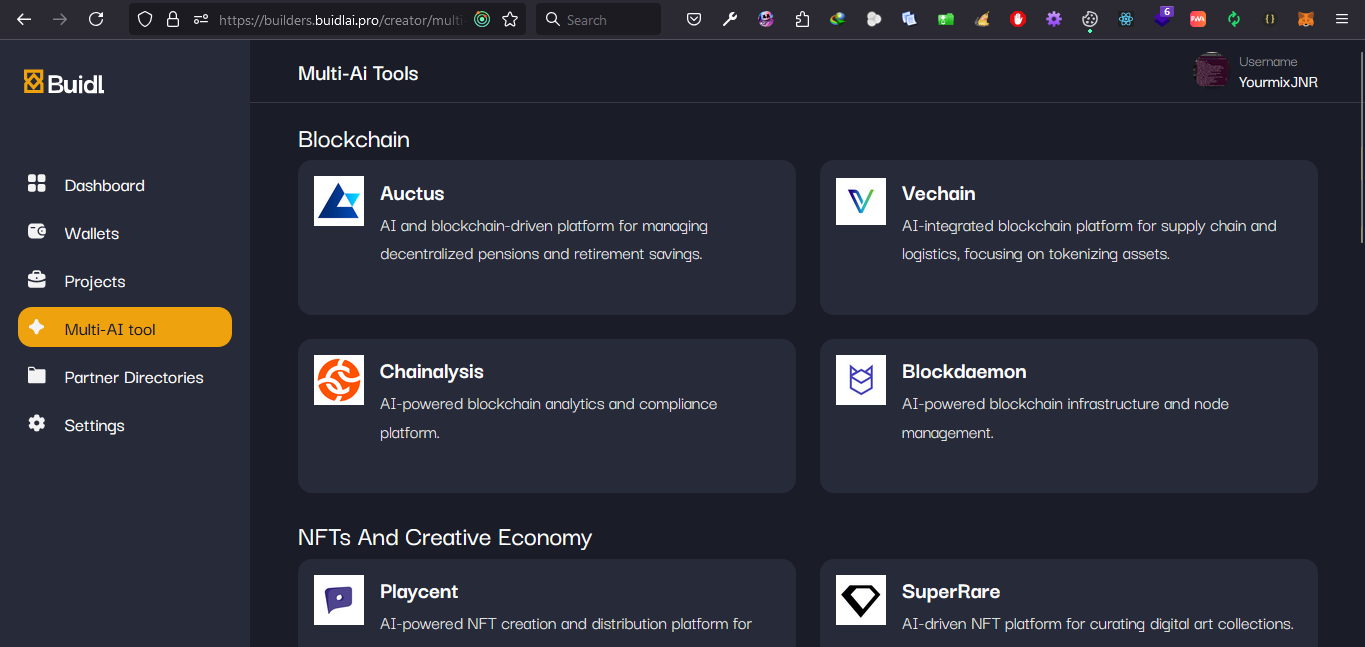 https://builders.buidlai.pro/creator/multi-
Search
6
PWA
Buidl
Multi-Ai Tools
Username
YourmixJNR
Dashboard
Wallets
Projects
Multi-AI tool
Partner Directories
Settings
Blockchain
Auctus
AI and blockchain-driven platform for managing
decentralized pensions and retirement savings.
Vechain
AI-integrated blockchain platform for supply chain and
logistics, focusing on tokenizing assets.
Chainalysis
AI-powered blockchain analytics and compliance
platform.
Blockdaemon
AI-powered blockchain infrastructure and node
management.
NFTs And Creative Economy
Playcent
AI-powered NFT creation and distribution platform for
SuperRare
AI-driven NFT platform for curating digital art collections.